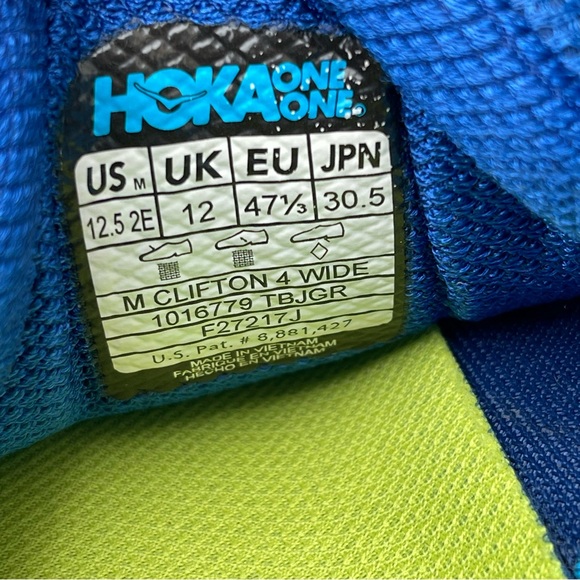 HOKA ONE ONE.
US M UK EU JPN
12.5 2E 12 47⅓ 30.5
M CLIFTON 4 WIDE
1016779 TBJGR
F27217J
U.S. Pat. # 8,881,427
MADE IN VIETNAM
FABRIQUE EN VIETNAM
HECHO EN VIETNAM